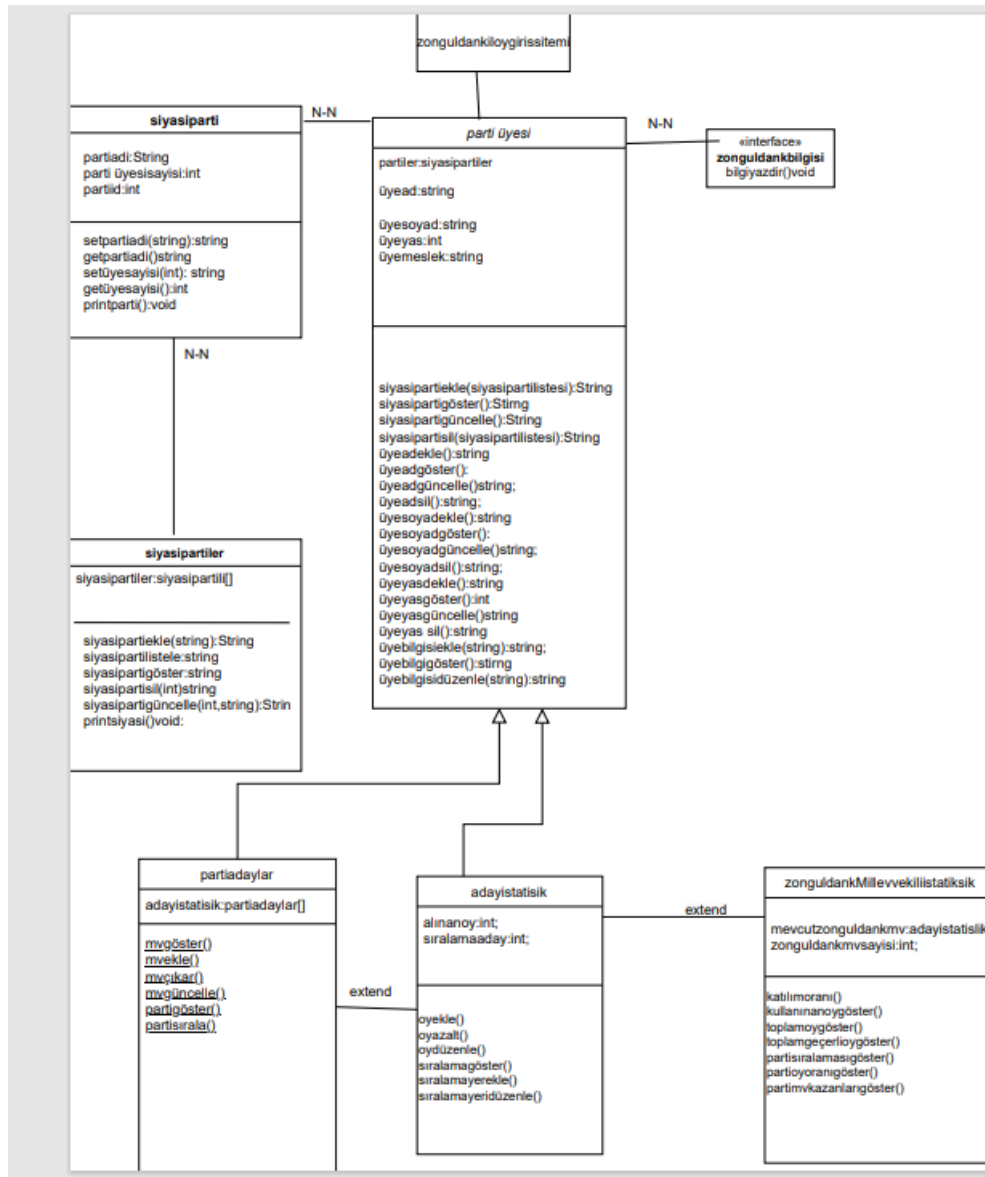 zonguldankiloygirissitemi
N-N
siyasiparti
partiadi:String
parti üyesisayisi:int
partiid:int
setpartiadi(string):string
getpartiadi()string
setüyesayisi(int): string
getüyesayisi():int
printparti():void
N-N
parti üyesi
partiler:siyasipartiler
üyead:string
üyesoyad:string
üyeyas:int
üyemeslek:string
siyasipartiekle(siyasipartilistesi):String
siyasipartigöster():Stirng
siyasipartigüncelle():String
siyasipartisil(siyasipartilistesi):String
üyeadekle():string
üyeadgöster():
üyeadgüncelle()string;
üyeadsil():string;
üyesoyadekle():string
üyesoyadgöster():
üyesoyadgüncelle()string;
üyesoyadsil():string;
üyeyasdekle():string
üyeyasgöster():int
üyeyasgüncelle()string
üyeyas sil():string
üyebilgisiekle(string):string;
üyebilgigöster():stirng
üyebilgisidüzenle(string):string
N-N
«interface»
zonguldankbilgisi
bilgiyazdir()void
siyasipartiler
siyasipartiler:siyasipartili[]
siyasipartiekle(string):String
siyasipartilistele:string
siyasipartigöster:string
siyasipartisil(int)string
siyasipartigüncelle(int,string):Strin
printsiyasi()void:
partiadaylar
adayistatisik:partiadaylar[]
mvgöster()
mvekle()
mvçıkar()
mvgüncelle()
partigöster()
partisırala()
extend
adayistatisik
alınanoy:int;
sıralamaaday:int;
oyekle()
oyazalt()
oydüzenle()
sıralamagöster()
sıralamayerekle()
sıralamayeridüzenle()
extend
zonguldankMillevvekiliistatiksik
mevcutzonguldankmv:adayistatislik
zonguldankmvsayisi:int;
katılımoranı()
kullanınanoygöster()
toplamoygöster()
toplamgeçerlioygöster()
partisıralamasıgöster()
partioyoranıgöster()
partimvkazanlarıgöster()